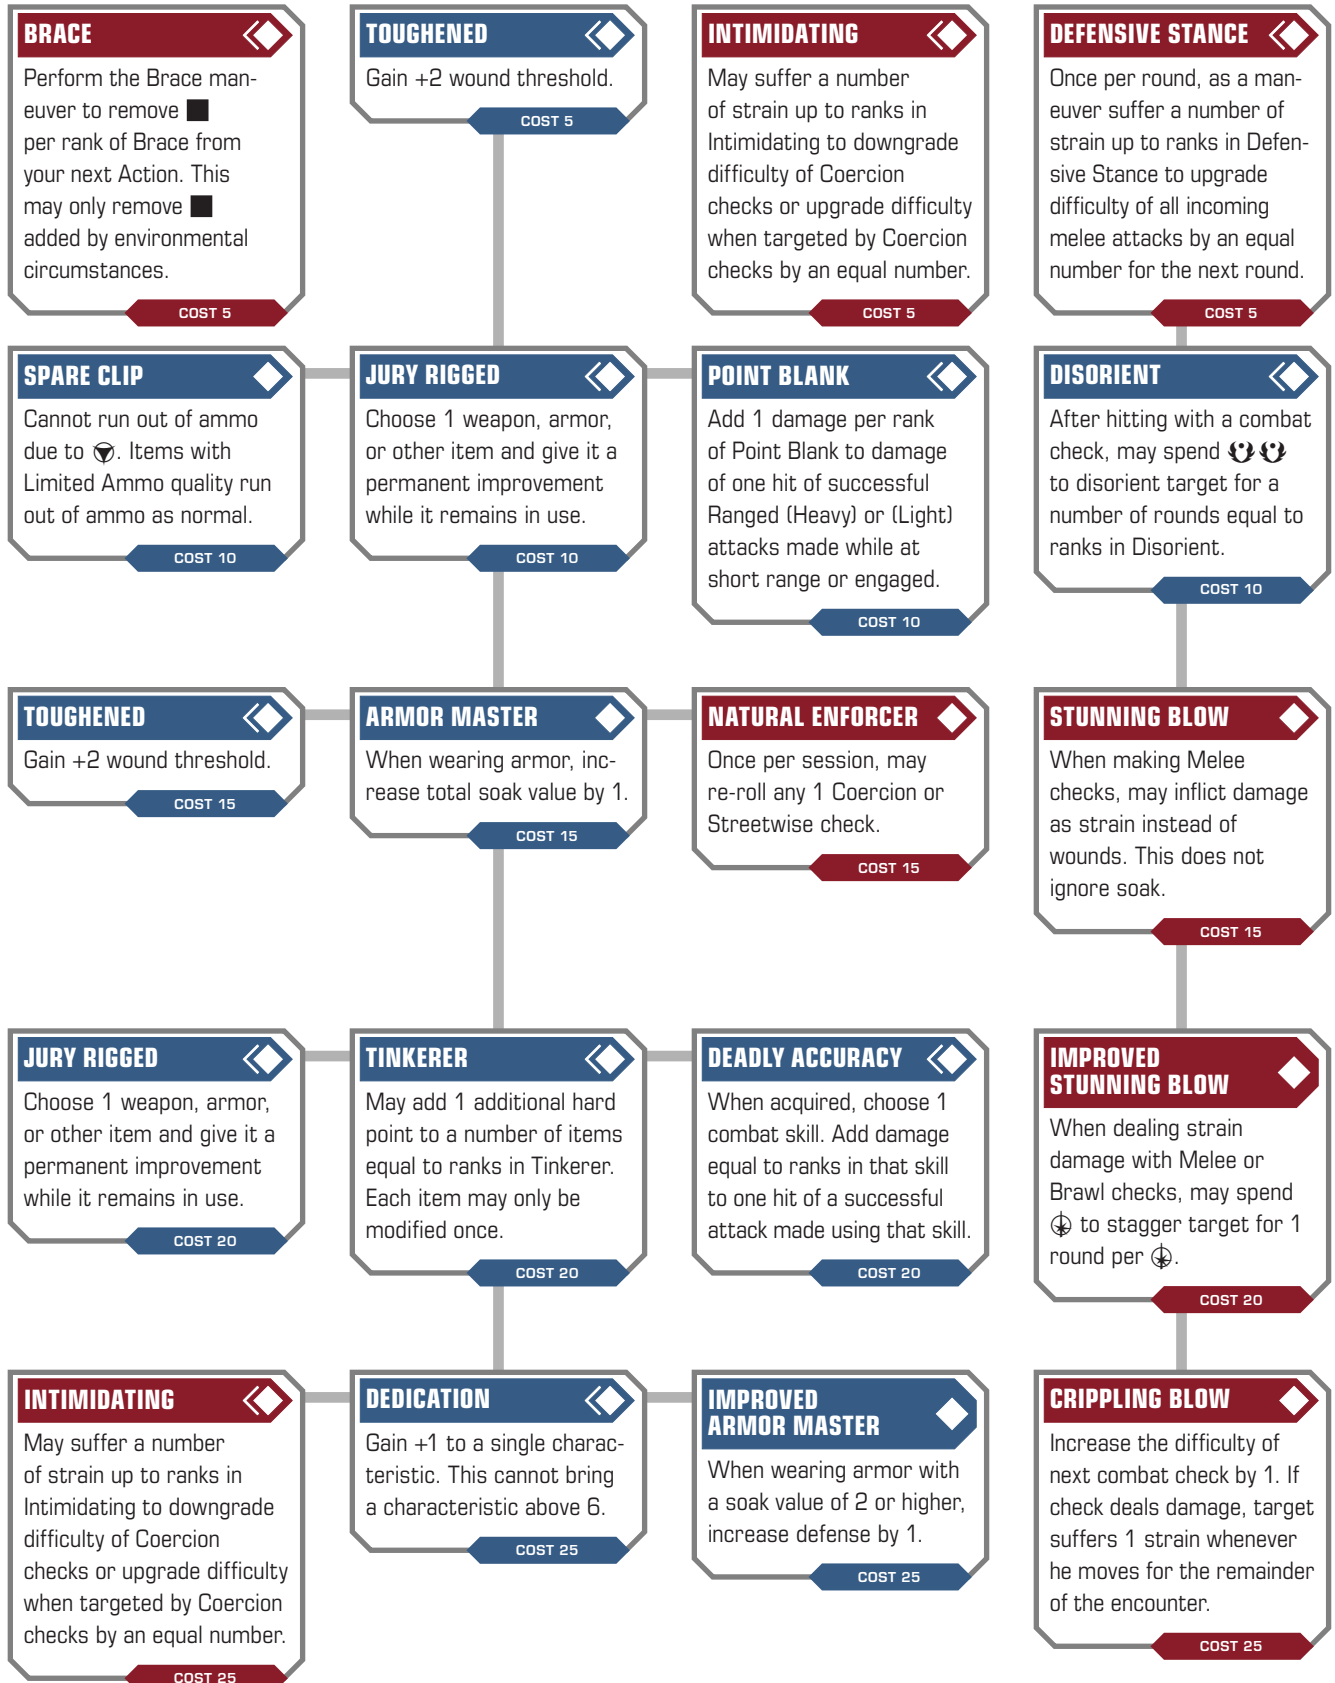 BRACE
Perform the Brace man-
euver to remove
per rank of Brace from
your next Action. This
may only remove
added by environmental
circumstances.
COST 5
TOUGHENED
Gain +2 wound threshold.
COST 5
INTIMIDATING
May suffer a number
of strain up to ranks in
Intimidating to downgrade
difficulty of Coercion
checks or upgrade difficulty
when targeted by Coercion
checks by an equal number.
COST 5
DEFENSIVE STANCE
Once per round, as a man-
euver suffer a number of
strain up to ranks in Defen-
sive Stance to upgrade
difficulty of all incoming
melee attacks by an equal
number for the next round.
COST 5
SPARE CLIP
Cannot run out of ammo
due to . Items with
Limited Ammo quality run
out of ammo as normal.
COST 10
JURY RIGGED
Choose 1 weapon, armor,
or other item and give it a
permanent improvement
while it remains in use.
COST 10
POINT BLANK
Add 1 damage per rank
of Point Blank to damage
of one hit of successful
Ranged (Heavy) or (Light)
attacks made while at
short range or engaged.
COST 10
DISORIENT
After hitting with a combat
check, may spend
to disorient target for a
number of rounds equal to
ranks in Disorient.
COST 10
TOUGHENED
Gain +2 wound threshold.
COST 15
ARMOR MASTER
When wearing armor, inc-
rease total soak value by 1.
COST 15
NATURAL ENFORCER
Once per session, may
re-roll any 1 Coercion or
Streetwise check.
COST 15
STUNNING BLOW
When making Melee
checks, may inflict damage
as strain instead of
wounds. This does not
ignore soak.
COST 15
JURY RIGGED
Choose 1 weapon, armor,
or other item and give it a
permanent improvement
while it remains in use.
COST 20
TINKERER
May add 1 additional hard
point to a number of items
equal to ranks in Tinkerer.
Each item may only be
modified once.
COST 20
DEADLY ACCURACY
When acquired, choose 1
combat skill. Add damage
equal to ranks in that skill
to one hit of a successful
attack made using that skill.
COST 20
IMPROVED
STUNNING BLOW
When dealing strain
damage with Melee or
Brawl checks, may spend
to stagger target for 1
round per .
COST 20
INTIMIDATING
May suffer a number
of strain up to ranks in
Intimidating to downgrade
difficulty of Coercion
checks or upgrade difficulty
when targeted by Coercion
checks by an equal number.
COST 25
DEDICATION
Gain +1 to a single charac-
teristic. This cannot bring
a characteristic above 6.
COST 25
IMPROVED
ARMOR MASTER
When wearing armor with
a soak value of 2 or higher,
increase defense by 1.
COST 25
CRIPPLING BLOW
Increase the difficulty of
next combat check by 1. If
check deals damage, target
suffers 1 strain whenever
he moves for the remainder
of the encounter.
COST 25